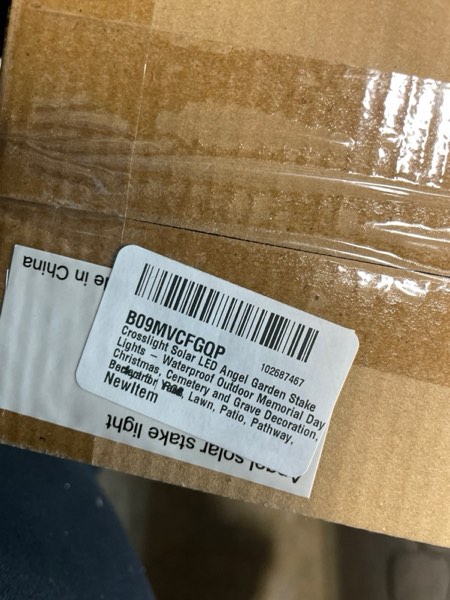 B09MVCFGQP
102687467
Crosslight Solar LED Angel Garden Stake
Lights – Waterproof Outdoor Memorial Day
Christmas, Cemetery and Grave Decoration,
Lawn, Patio, Pathway,
NewItem
e in China
solar stake light